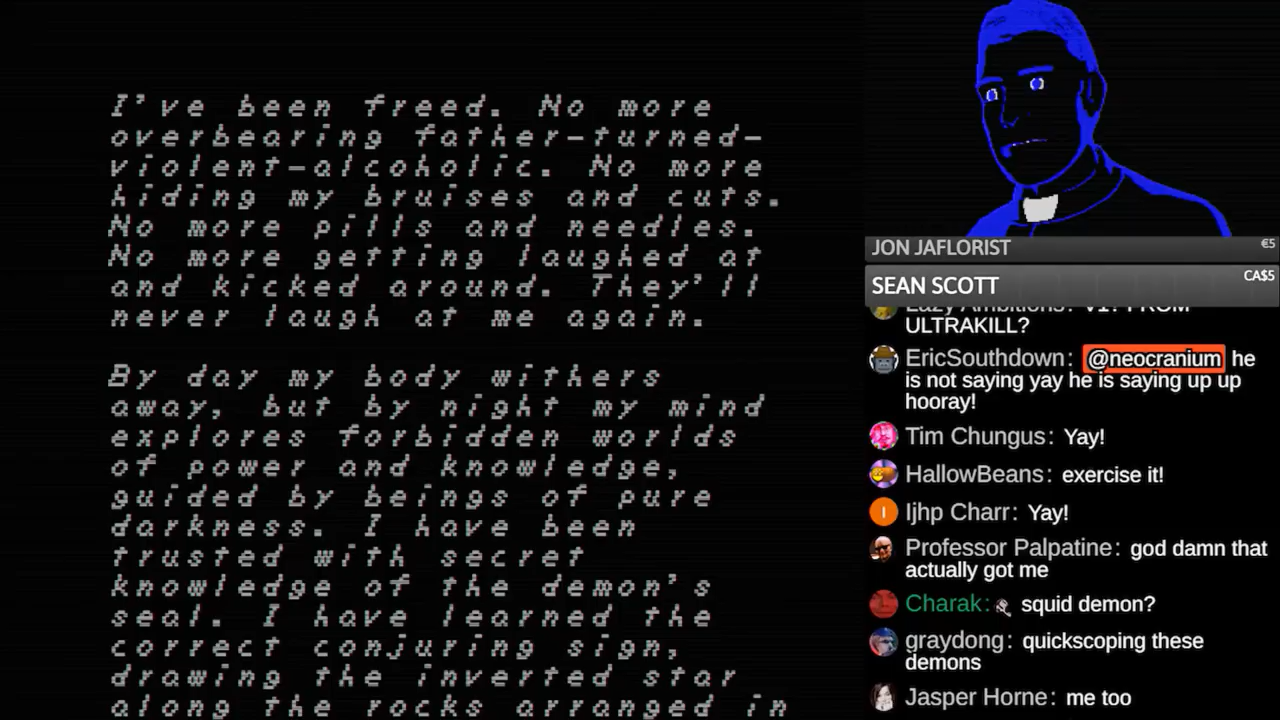 I've been freed. No more
overbearing father-turned-
violent-alcoholic. No more
hiding my bruises and cuts.
No more pills and needles.
No more getting laughed at
and kicked around. They'll
never laugh at me again.
By day my body withers
away, but by night my mind
explores forbidden worlds
of power and knowledge,
guided by beings of pure
darkness. I have been
trusted with secret
knowledge of the demon's
seal. I have learned the
correct conjuring sign,
drawing the inverted star
along the rocks arranged in
JON JAFLORIST €5
SEAN SCOTT CA$5
Lazy Ambitions: V1? FROM
ULTRAKILL?
EricSouthdown: @neocranium he
is not saying yay he is saying up up
hooray!
Tim Chungus: Yay!
HallowBeans: exercise it!
I
Ijhp Charr: Yay!
Professor Palpatine: god damn that
actually got me
Charak: squid demon?
graydong: quickscoping these
demons
Jasper Horne: me too